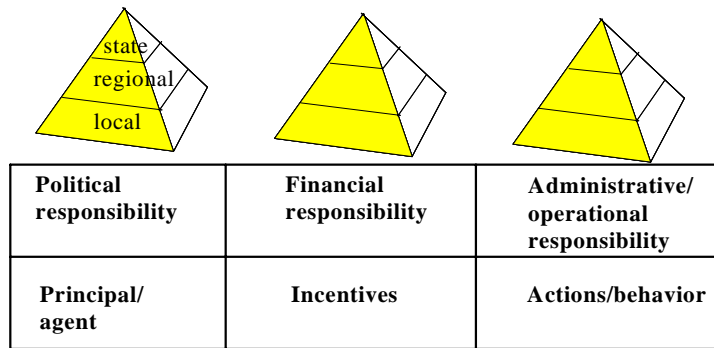 state
regional
local
Political
responsibility
Financial
responsibility
Administrative/
operational
responsibility
Principal/
agent
Incentives
Actions/behavior